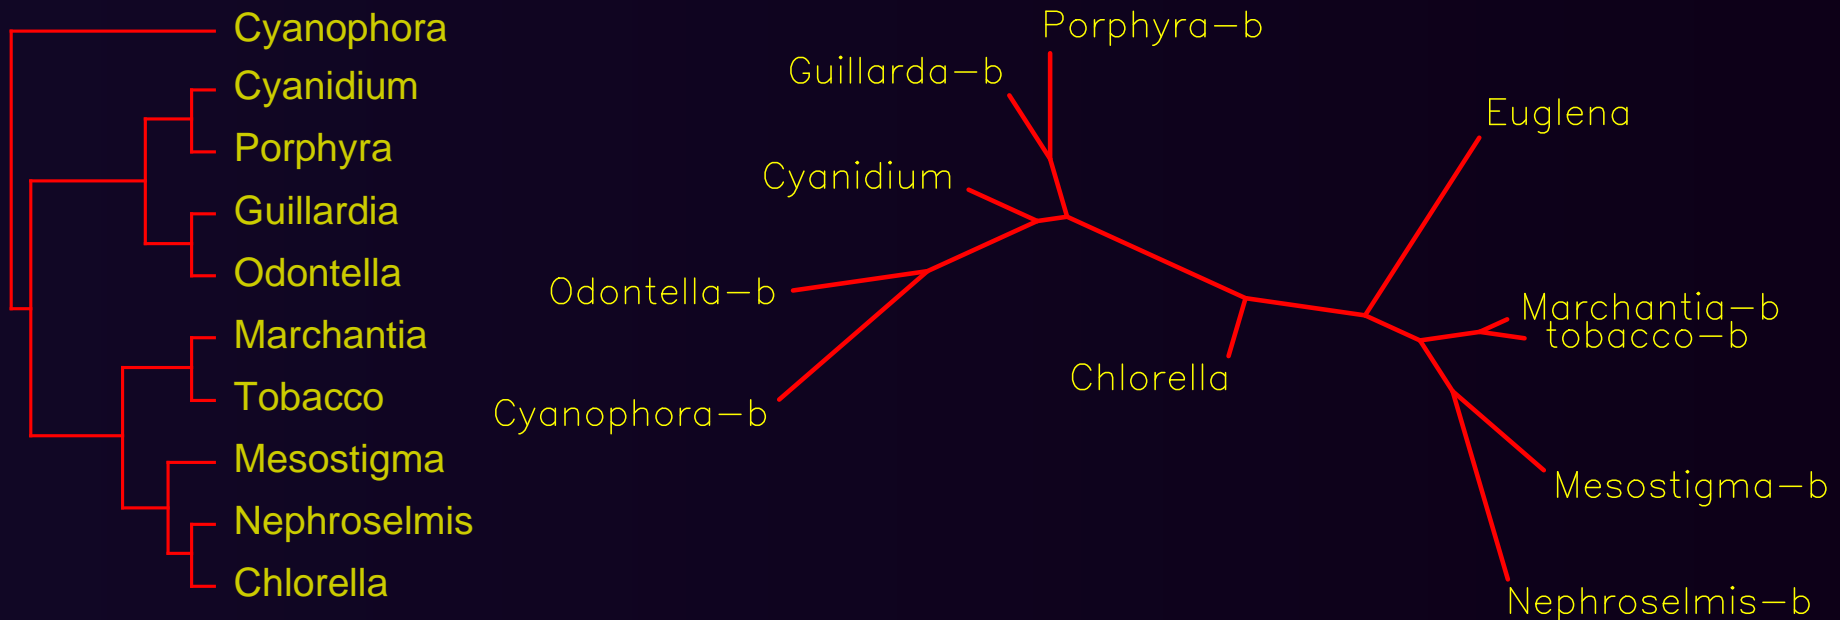 Cyanophora
Cyanidium
Porphyra
Guillardia
Odontella
Marchantia
Tobacco
Mesostigma
Nephroselmis
Chlorella
Porphyra-b
Guillarda-b
Euglena
Cyanidium
Odontella-b
Marchantia-b
tobacco-b
Chlorella
Cyanophora-b
Mesostigma-b
Nephroselmis-b